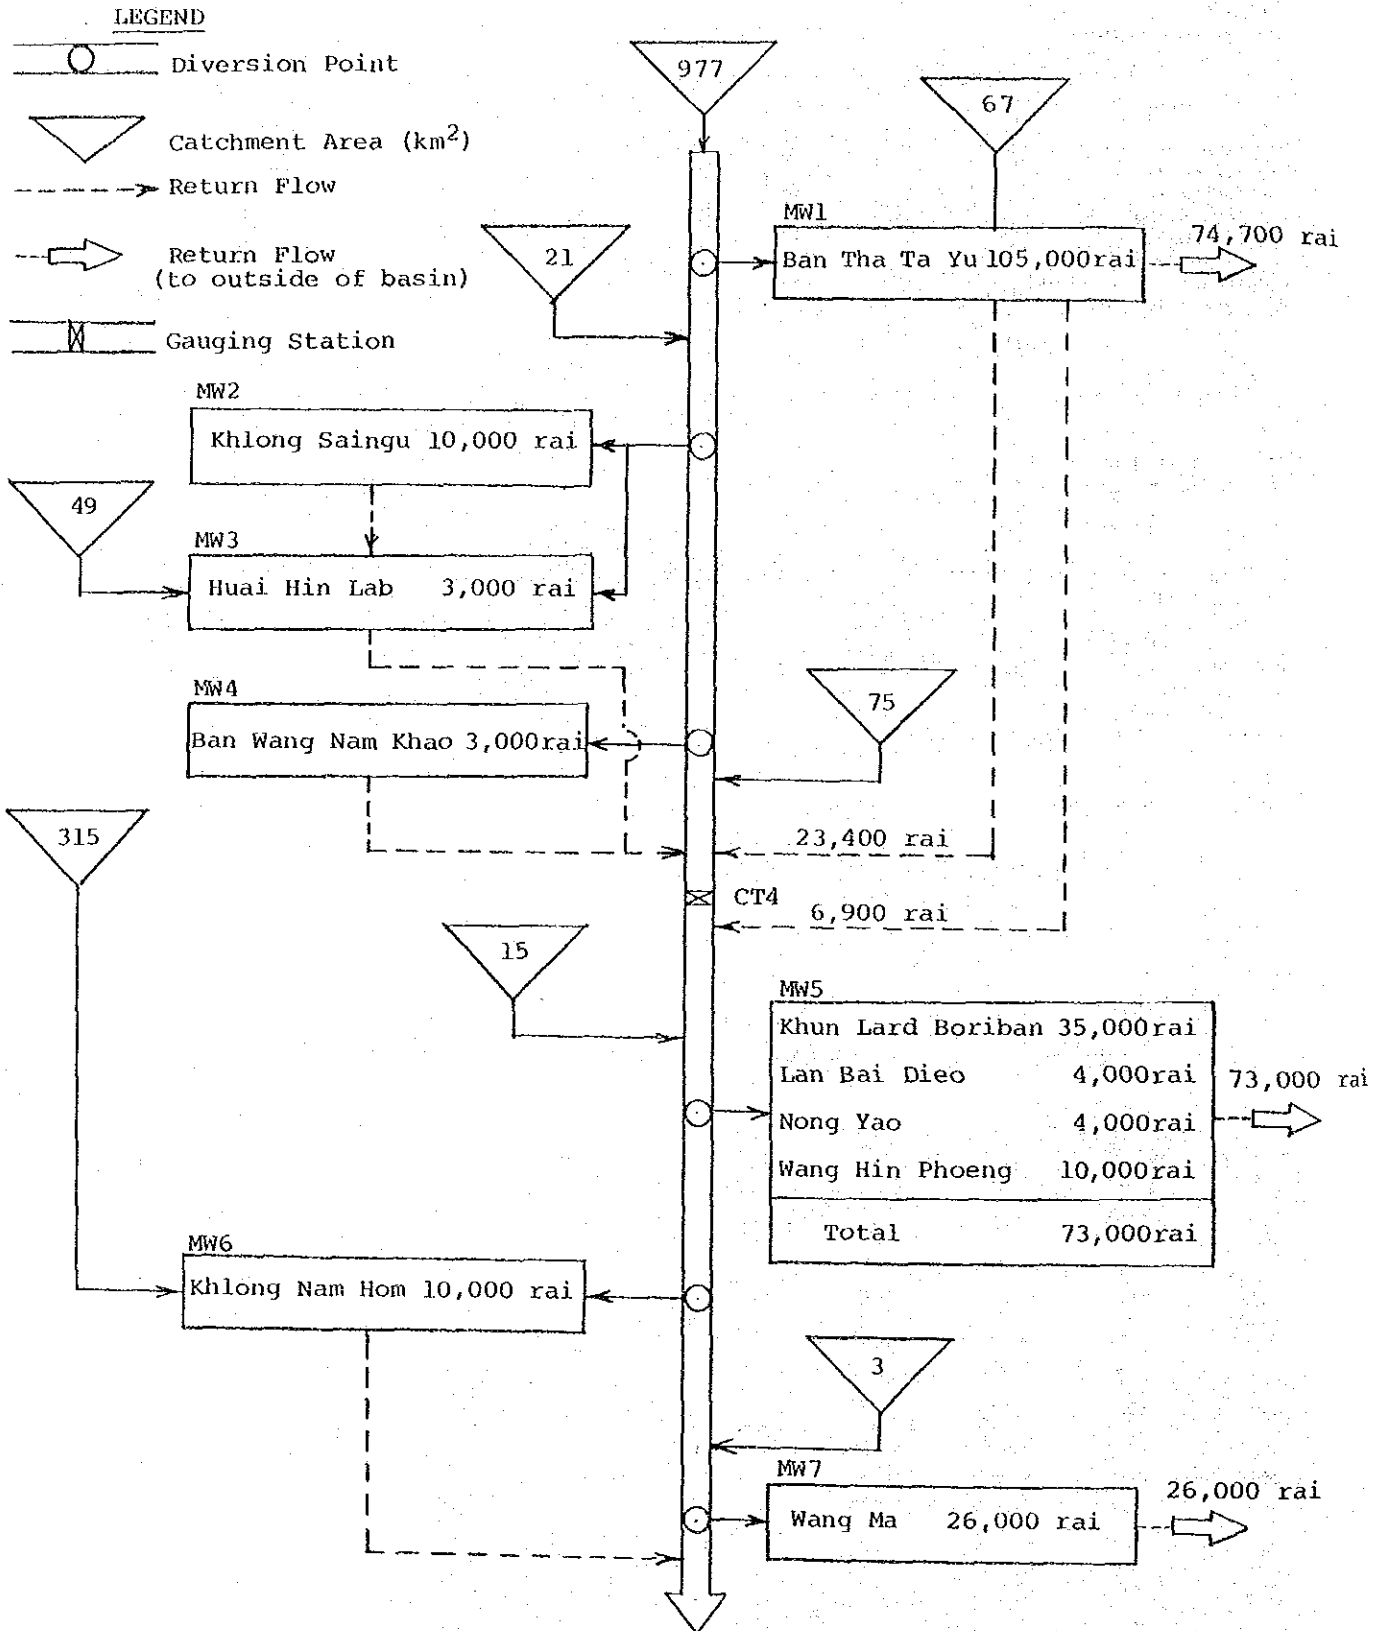 LEGEND
Diversion Point
Catchment Area (km²)
Return Flow
Return Flow
(to outside of basin)
Gauging Station
977
67
MW1
Ban Tha Ta Yu 105,000rai
74,700 rai
21
MW2
Khlong Saingu 10,000 rai
49
MW3
Huai Hin Lab 3,000 rai
75
MW4
Ban Wang Nam Khao 3,000rai
315
23,400 rai
CT4
6,900 rai
15
MW5
Khun Lard Boriban 35,000rai
Lan Bai Dieo 4,000rai
Nong Yao 4,000rai
Wang Hin Phoeng 10,000rai
Total 73,000rai
73,000 rai
MW6
Khlong Nam Hom 10,000 rai
3
MW7
Wang Ma 26,000 rai
26,000 rai